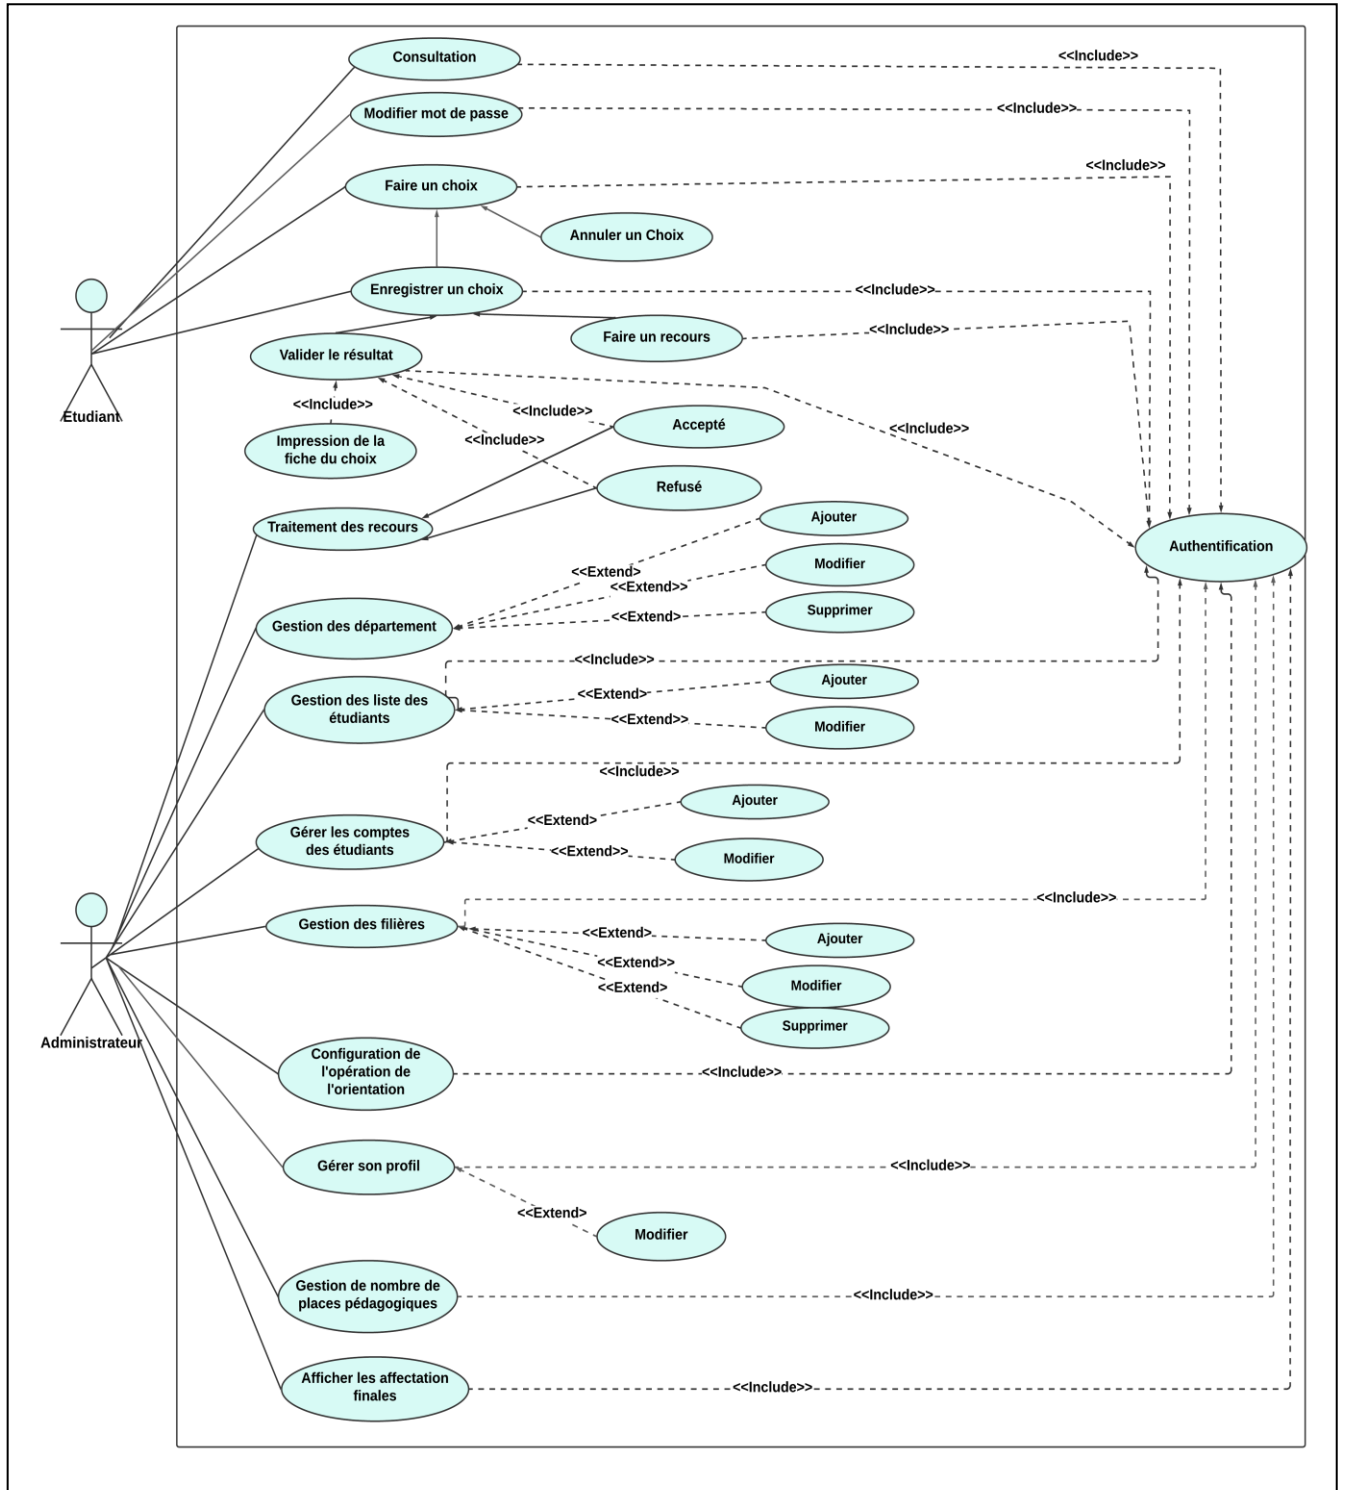 Consultation
<<Include>>
Modifier mot de passe
<<Include>>
Faire un choix
<<Include>>
Annuler un Choix
Enregistrer un choix
<<Include>>
Faire un recours
<<Include>>
Valider le résultat
Etudiant
<<Include>>
<<Include>>
Accepté
<<Include>>
<<Include>>
Impression de la
fiche du choix
Refusé
Traitement des recours
Ajouter
Authentification
<<Extend>
Modifier
<<Extend>>
Supprimer
<<Extend>
Gestion des département
<<Include>>
Gestion des liste des
étudiants
<<Extend>
Ajouter
<<Extend>>
Modifier
<<Include>>
Ajouter
Gérer les comptes
des étudiants
<<Extend>
<<Extend>>
Modifier
<<Include>>
Gestion des filières
<<Extend>
Ajouter
<<Extend>>
Modifier
<<Extend>
Supprimer
Administrateur
Configuration de
l'opération de
l'orientation
<<Include>>
Gérer son profil
<<Include>>
<<Extend>
Modifier
Gestion de nombre de
places pédagogiques
<<Include>>
Afficher les affectation
finales
<<Include>>